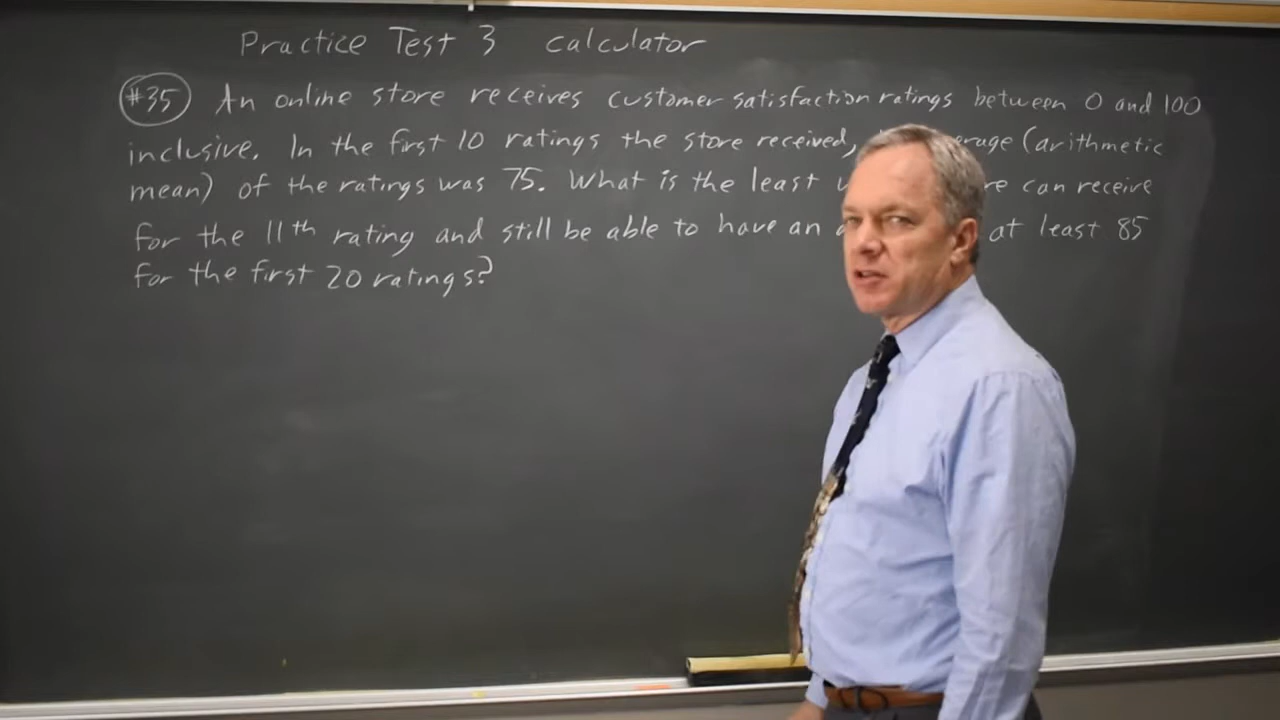 Practice Test 3 calculator
#35 An online store receives customer satisfaction ratings between 0 and 100
inclusive. In the first 10 ratings the store received, (arithmetic
mean) of the ratings was 75. What is the least can receive
for the 11th rating and still be able to have an at least 85
for the first 20 ratings?